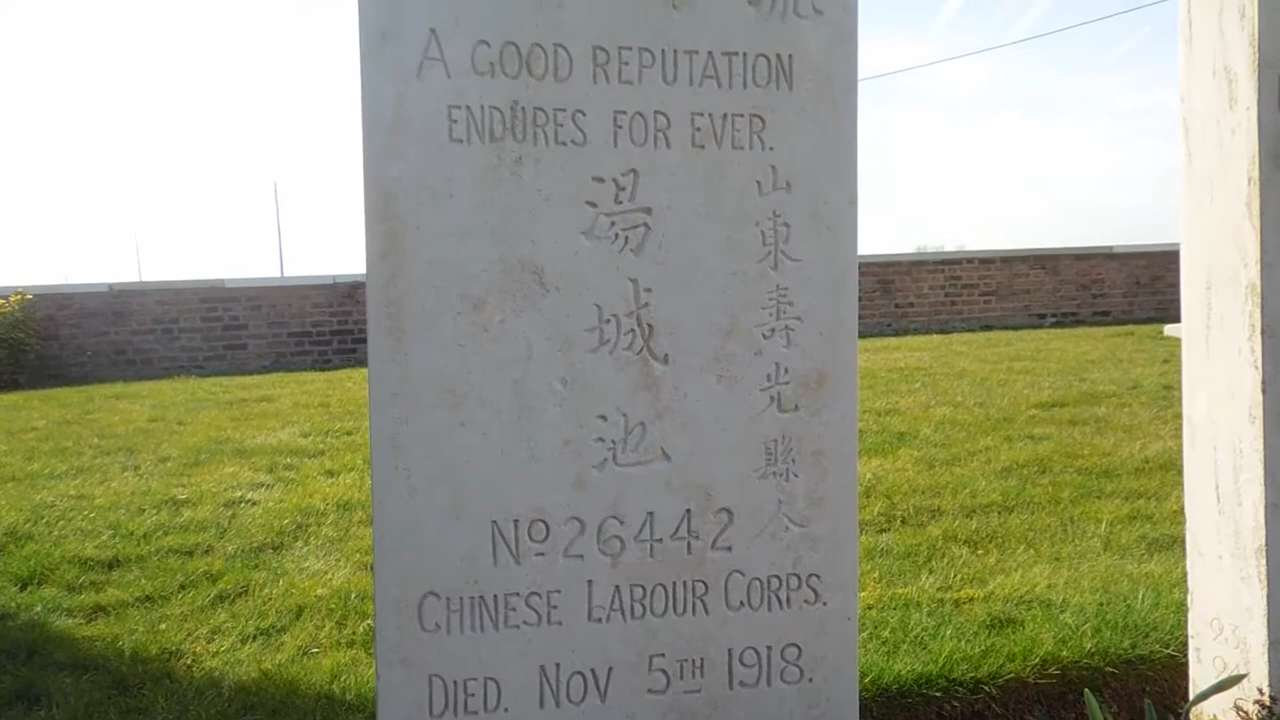 A GOOD REPUTATION
ENDURES FOR EVER.
山東壽光縣人
湯城池
Nº 26442
CHINESE LABOUR CORPS.
DIED. NOV 5TH 1918.